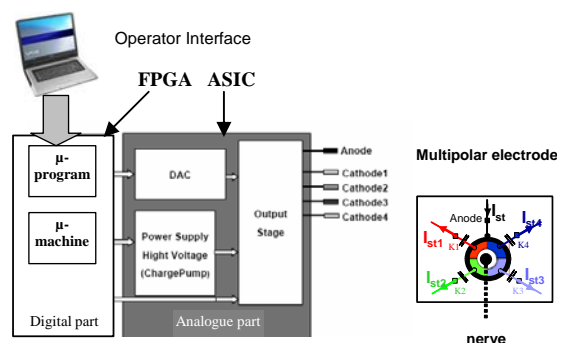 Operator Interface
FPGA ASIC
µ-
program
µ-
machine
Digital part
DAC
Power Supply
Hight Voltage
(ChargePump)
Output
Stage
Analogue part
Anode
Cathode1
Cathode2
Cathode3
Cathode4
Multipolar electrode
Anode
Ist
Ist1
K1
Ist4
K4
Ist2
K2
Ist3
K3
nerve